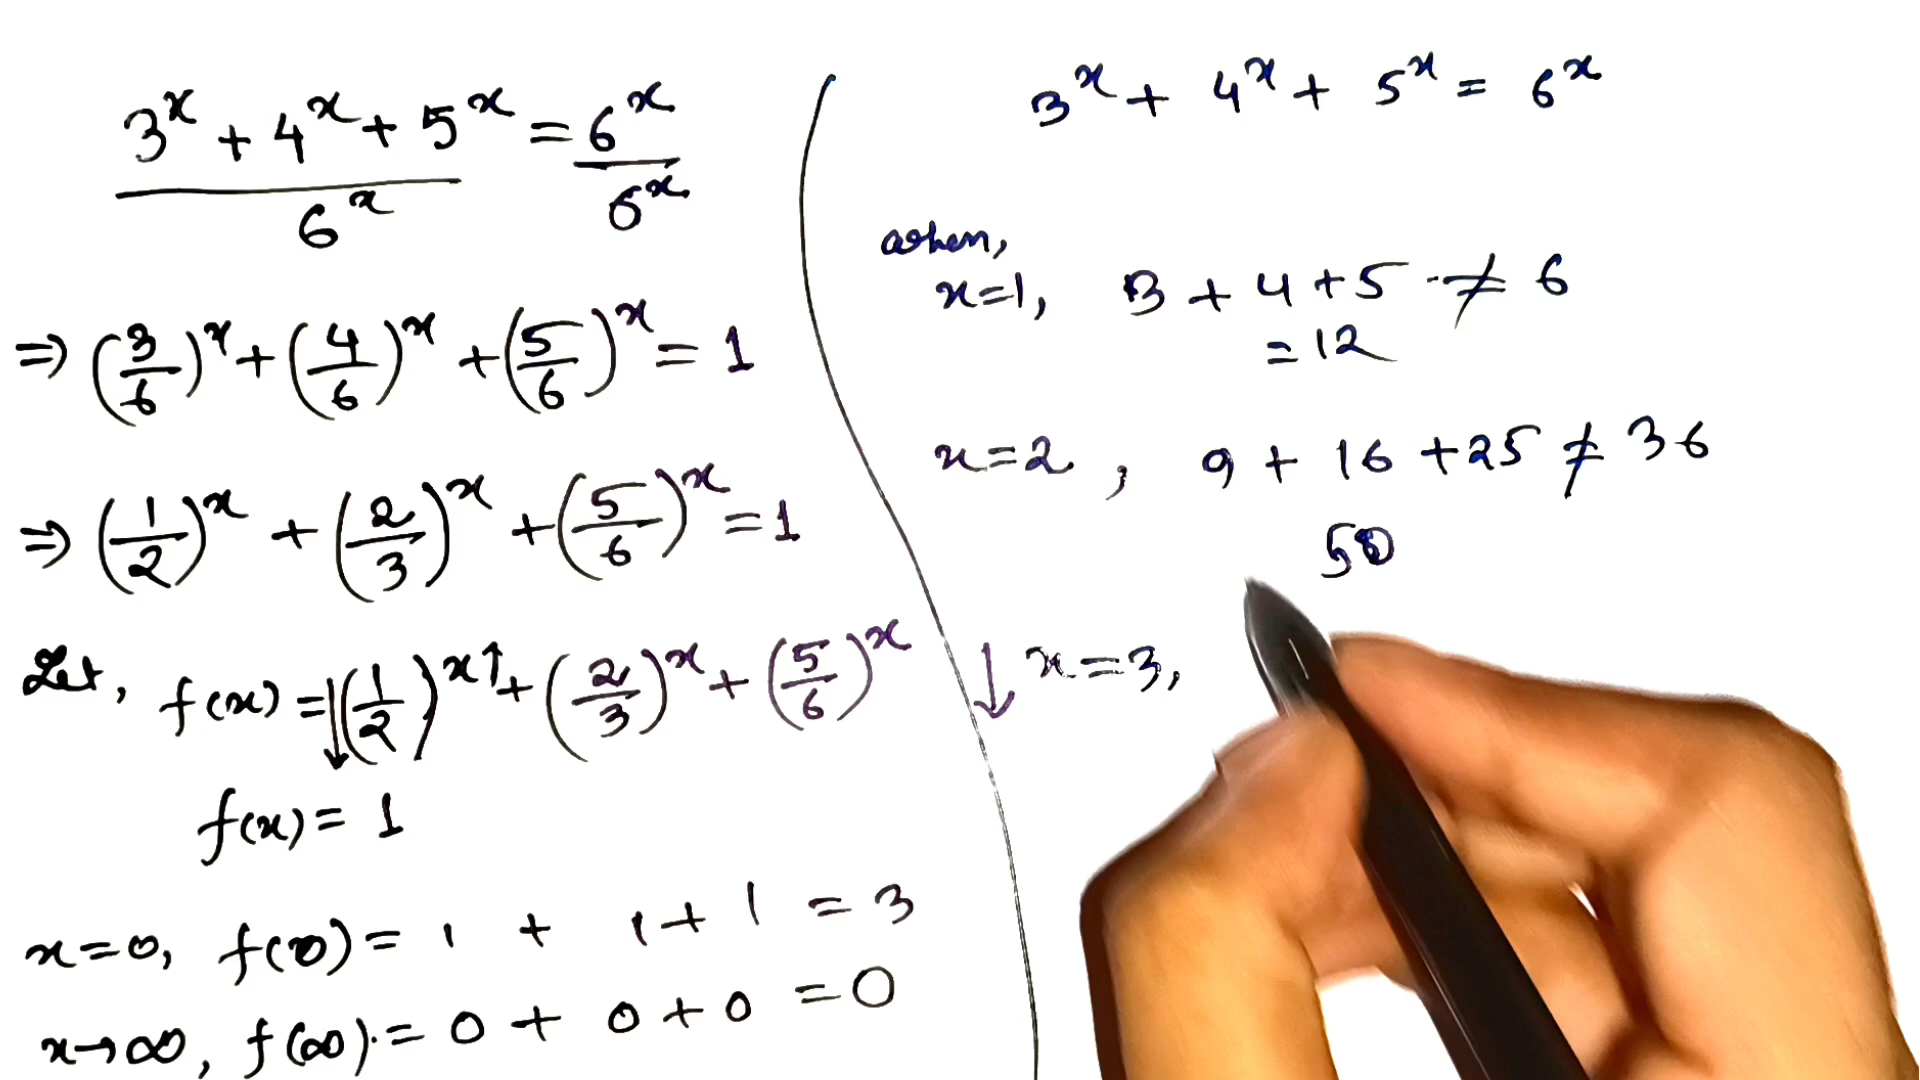 3^x + 4^x + 5^x / 6^x = 6^x / 6^x
⇒ (3/6)^x + (4/6)^x + (5/6)^x = 1
⇒ (1/2)^x + (2/3)^x + (5/6)^x = 1
Let, f(x) = ↓(1/2)^x↑ + (2/3)^x + (5/6)^x ↓
f(x) = 1
x=0, f(0) = 1 + 1 + 1 = 3
x→∞, f(∞) = 0 + 0 + 0 = 0
3^x + 4^x + 5^x = 6^x
when,
x=1, 3 + 4 + 5 ≠ 6
= 12
x=2, 9 + 16 + 25 ≠ 36
50
x=3,